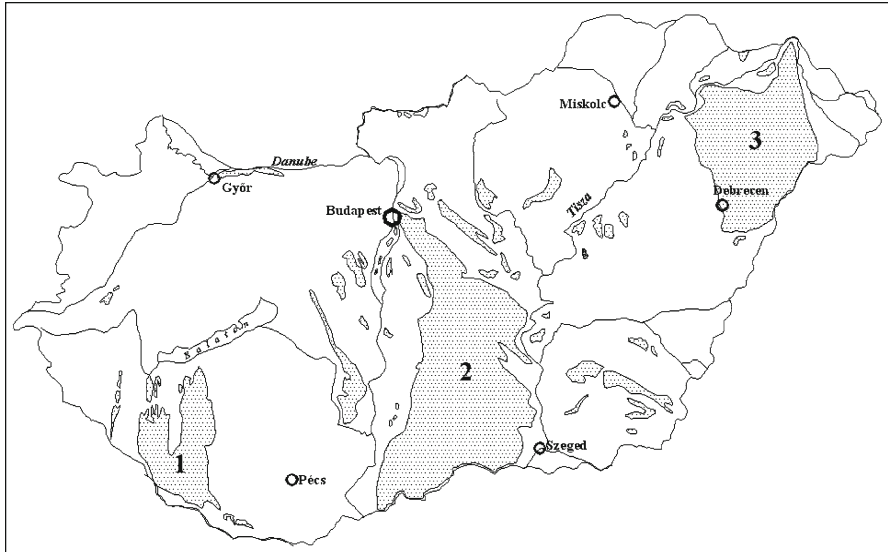 Miskolc
3
Danube
Győr
Debrecen
Budapest
Tisza
Balaton
2
1
Szeged
Pécs